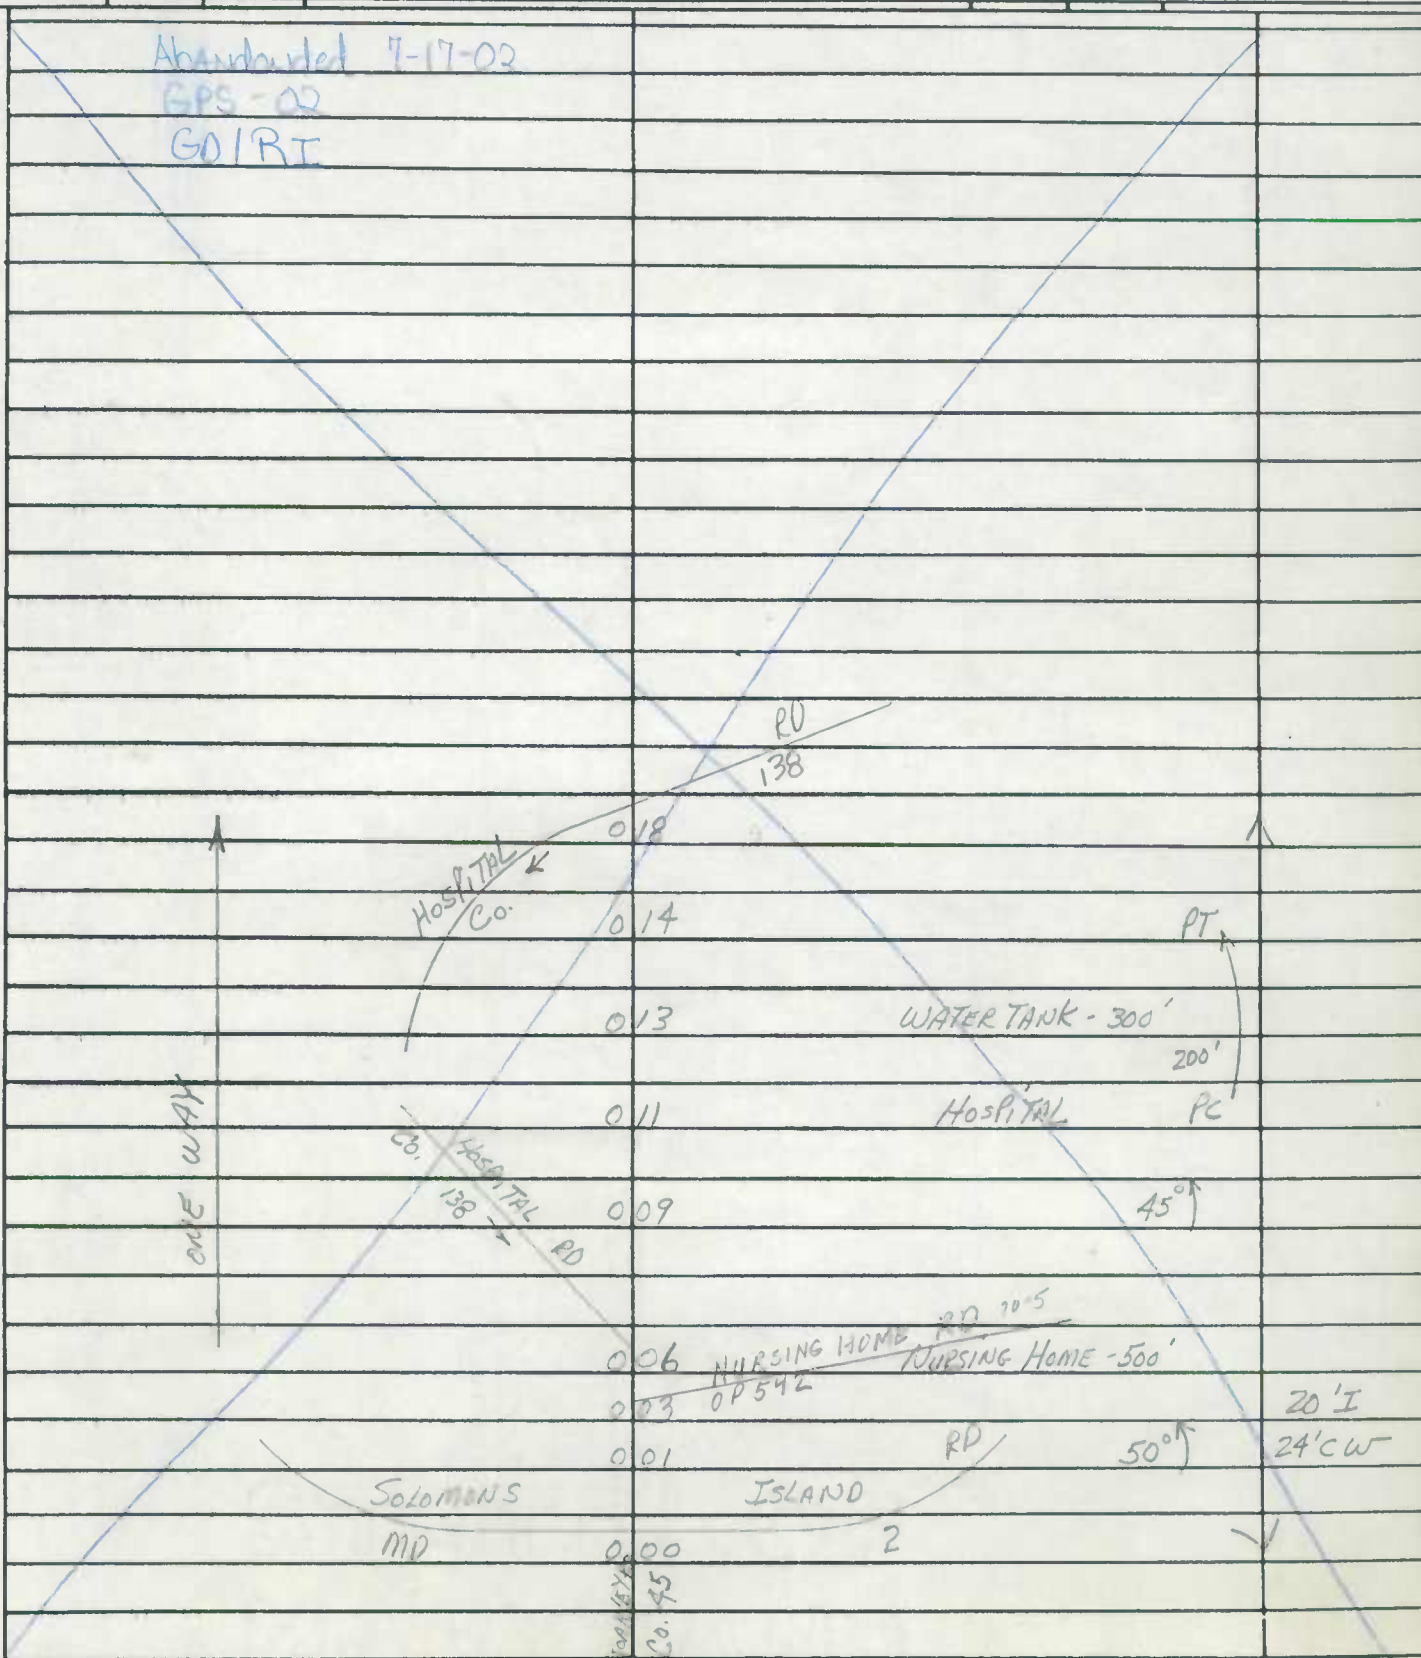 Abandonded 7-17-02
GPS - 02
GD/RI
RD
138
0.18
HOSPITAL
CO.
0.14
PT
0.13
WATER TANK - 300'
200'
0.11
HOSPITAL
PC
ONE WAY
CO.
HOSPITAL
138
RD
0.09
45°
NURSING HOME RD
0.06
NURSING HOME - 500'
OP 542
0.03
20' I
0.01
RD
50°
24' CW
SOLOMONS
ISLAND
MD
0.00
2
CO. 45